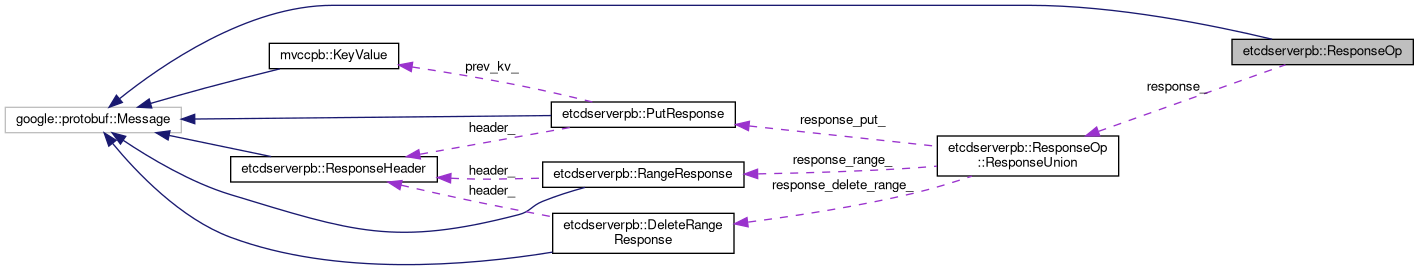 etcdserverpb::ResponseOp
mvccpb::KeyValue
prev_kv_
response_
google::protobuf::Message
etcdserverpb::PutResponse
header_
response_put_
etcdserverpb::ResponseOp
::ResponseUnion
etcdserverpb::ResponseHeader
header_
etcdserverpb::RangeResponse
response_range_
header_
response_delete_range_
etcdserverpb::DeleteRange
Response